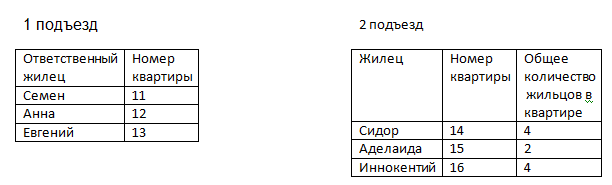 1 подъезд
Ответственный жилец Номер квартиры
Семен 11
Анна 12
Евгений 13
2 подъезд
Жилец Номер квартиры Общее количество жильцов в квартире
Сидор 14 4
Аделаида 15 2
Иннокентий 16 4